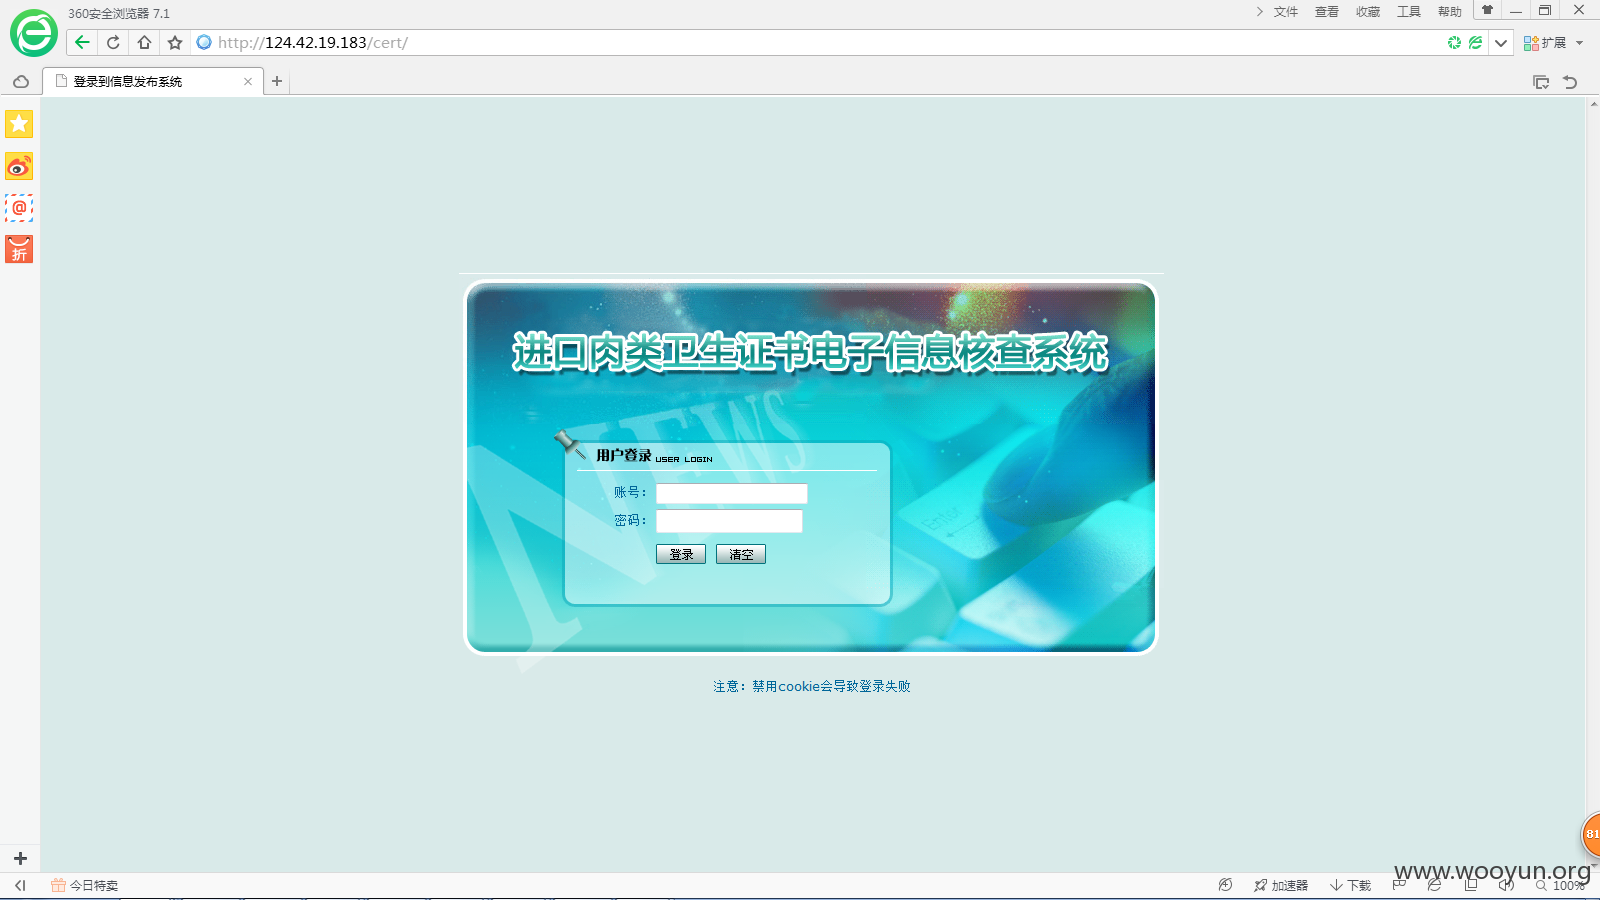 360安全浏览器 7.1
文件 查看 收藏 工具 帮助
http://124.42.19.183/cert/
扩展
登录到信息发布系统
@
折
进口肉类卫生证书电子信息核查系统
NEWS
用户登录 USER LOGIN
账号：
密码：
登录 清空
Enter
注意：禁用cookie会导致登录失败
81
www.wooyun.org
今日特卖
加速器 下载 100%